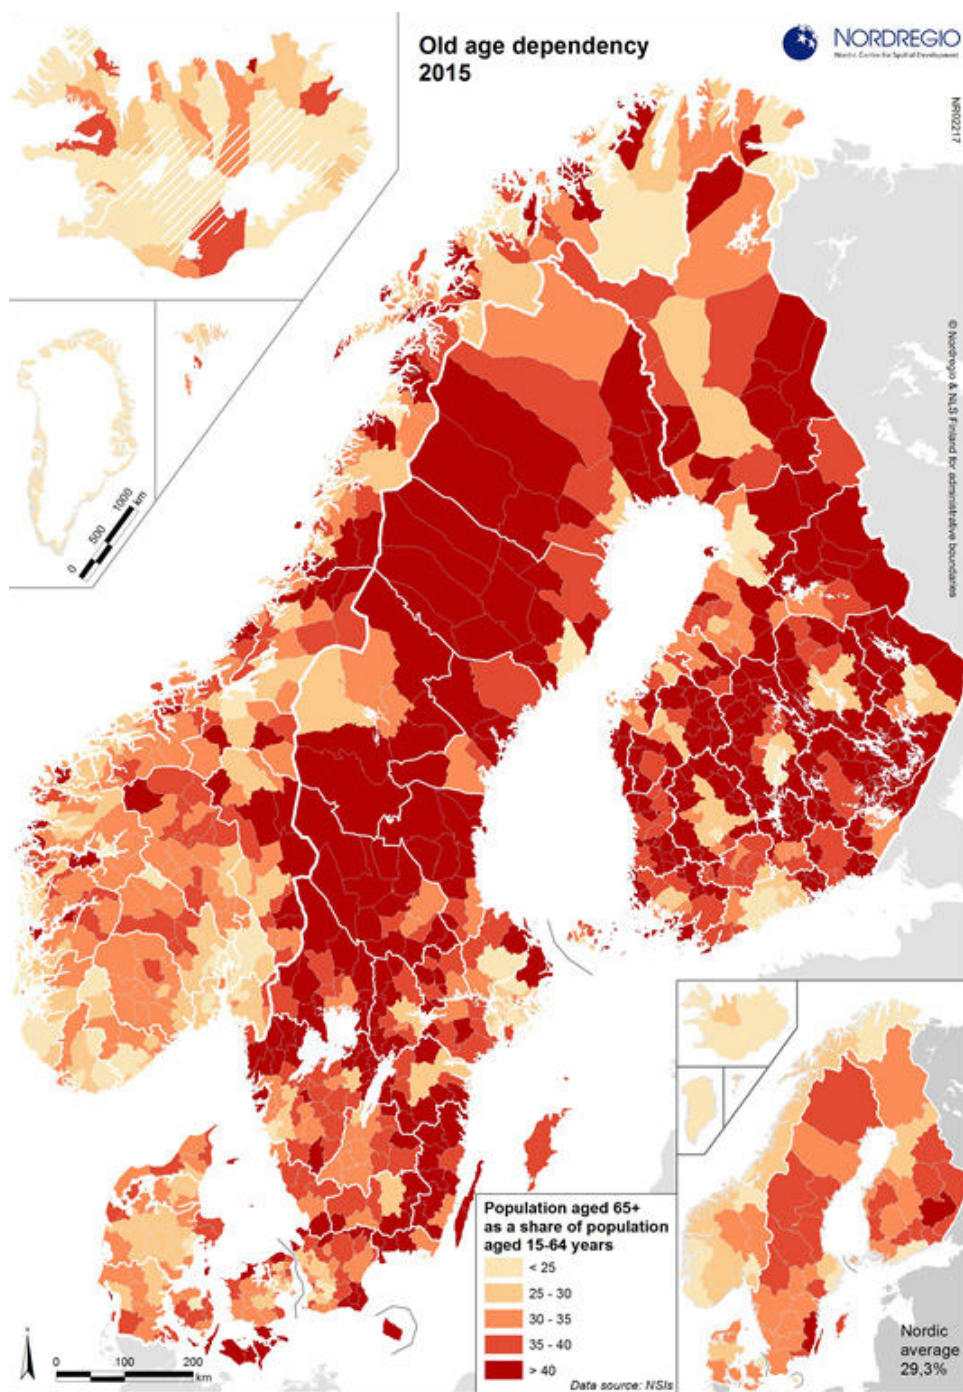 Old age dependency
2015
NORDREGIO
Nordic Centre for Spatial Development
NR02217
© Nordregio & NLS Finland for administrative boundaries
0 500 1000
km
Population aged 65+
as a share of population
aged 15-64 years
< 25
25 - 30
30 - 35
35 - 40
> 40
Data source: NSIs
Nordic
average
29,3%
0 100 200
km